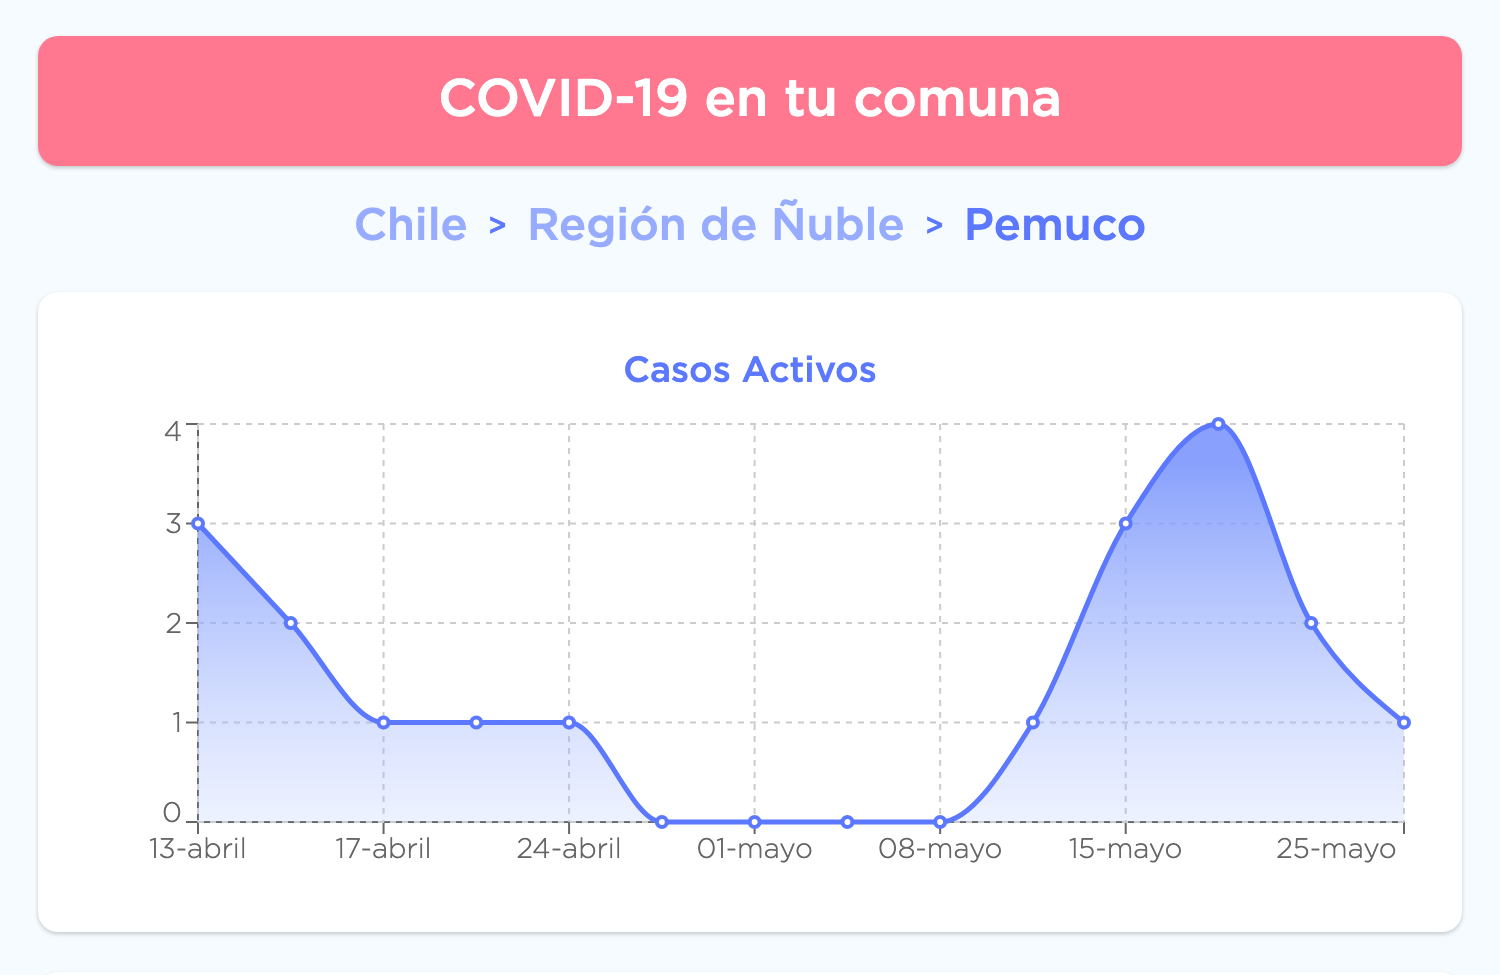 COVID-19 en tu comuna
Chile > Región de Ñuble > Pemuco
Casos Activos
4
3
2
1
0
13-abril 17-abril 24-abril 01-mayo 08-mayo 15-mayo 25-mayo